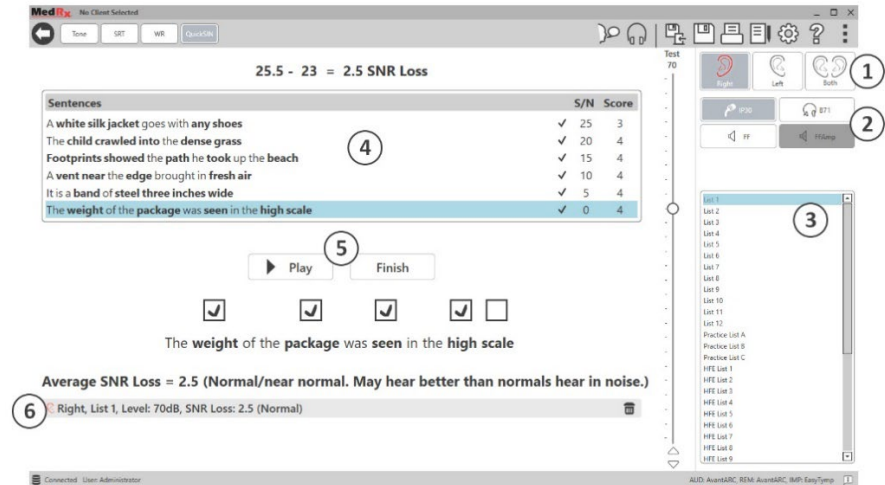 MedRx No Client Selected
Tone SRT WR QuickSIN
Test
70
25.5 - 23 = 2.5 SNR Loss
Right Left Both
1
Sentences S/N Score
A white silk jacket goes with any shoes ✓ 25 3
The child crawled into the dense grass ✓ 20 4
Footprints showed the path he took up the beach ✓ 15 4
A vent near the edge brought in fresh air ✓ 10 4
It is a band of steel three inches wide ✓ 5 4
The weight of the package was seen in the high scale ✓ 0 4
4
IP30 B71
2
FF FFAmp
List 1
List 2
List 3
List 4
List 5
List 6
List 7
List 8
List 9
List 10
List 11
List 12
Practice List A
Practice List B
Practice List C
HFE List 1
HFE List 2
HFE List 3
HFE List 4
HFE List 5
HFE List 6
HFE List 7
HFE List 8
HFE List 9
3
5
Play Finish
The weight of the package was seen in the high scale
Average SNR Loss = 2.5 (Normal/near normal. May hear better than normals hear in noise.)
6
Right, List 1, Level: 70dB, SNR Loss: 2.5 (Normal)
Connected User: Administrator
AUD: AvantARC, REM: AvantARC, IMP: EasyTymp